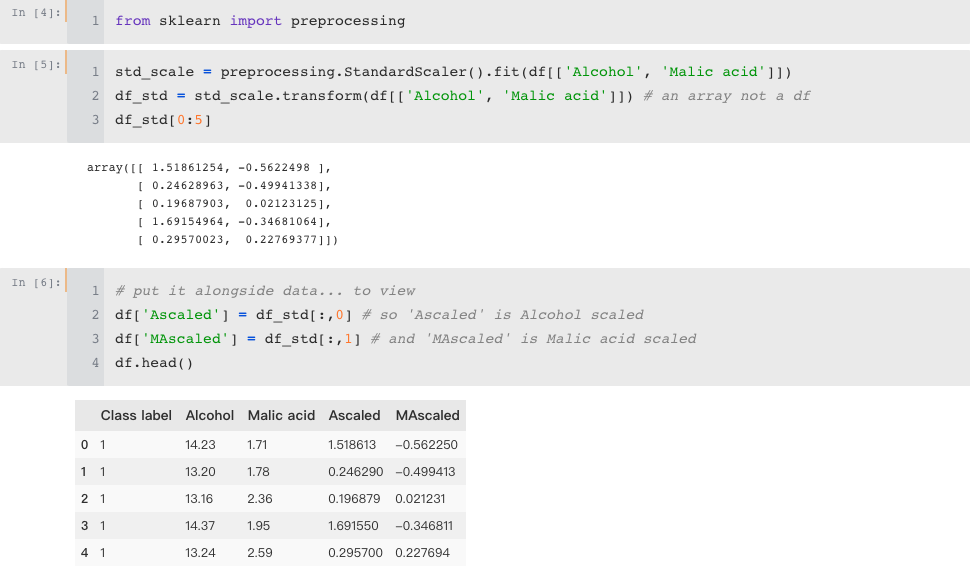 In [4]:
1 from sklearn import preprocessing
In [5]:
1 std_scale = preprocessing.StandardScaler().fit(df[['Alcohol', 'Malic acid']])
2 df_std = std_scale.transform(df[['Alcohol', 'Malic acid']]) # an array not a df
3 df_std[0:5]
array([[ 1.51861254, -0.5622498 ],
[ 0.24628963, -0.49941338],
[ 0.19687903,  0.02123125],
[ 1.69154964, -0.34681064],
[ 0.29570023,  0.22769377]])
In [6]:
1 # put it alongside data... to view
2 df['Ascaled'] = df_std[:,0] # so 'Ascaled' is Alcohol scaled
3 df['MAscaled'] = df_std[:,1] # and 'MAscaled' is Malic acid scaled
4 df.head()
Class label Alcohol Malic acid Ascaled MAscaled
0 1 14.23 1.71 1.518613 −0.562250
1 1 13.20 1.78 0.246290 −0.499413
2 1 13.16 2.36 0.196879 0.021231
3 1 14.37 1.95 1.691550 −0.346811
4 1 13.24 2.59 0.295700 0.227694